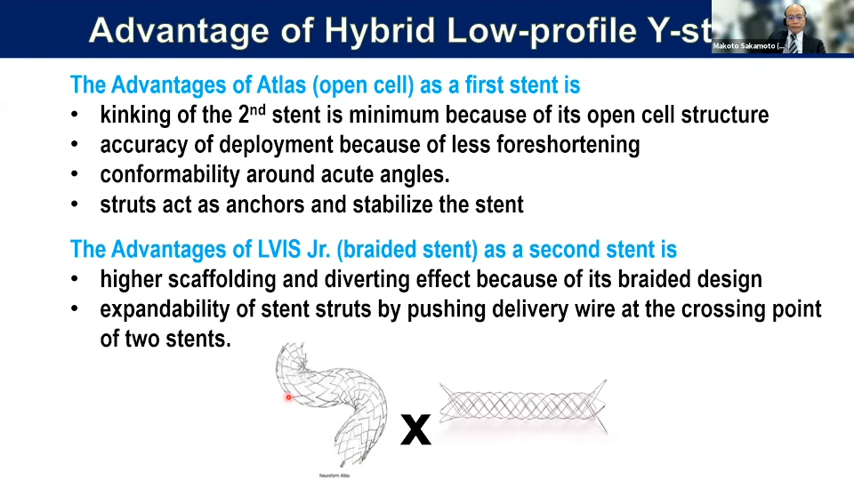 Advantage of Hybrid Low-profile Y-st
Makoto Sakamoto (...
The Advantages of Atlas (open cell) as a first stent is
• kinking of the 2nd stent is minimum because of its open cell structure
• accuracy of deployment because of less foreshortening
• conformability around acute angles.
• struts act as anchors and stabilize the stent
The Advantages of LVIS Jr. (braided stent) as a second stent is
• higher scaffolding and diverting effect because of its braided design
• expandability of stent struts by pushing delivery wire at the crossing point
of two stents.
X
Neuroform Atlas